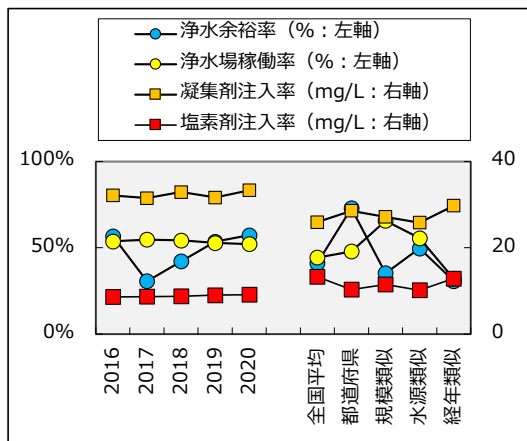 浄水余裕率（%：左軸）
浄水場稼働率（%：左軸）
凝集剤注入率（mg/L：右軸）
塩素剤注入率（mg/L：右軸）
100%
50%
0%
40
20
0
2016
2017
2018
2019
2020
全国平均
都道府県
規模類似
水源類似
経年類似